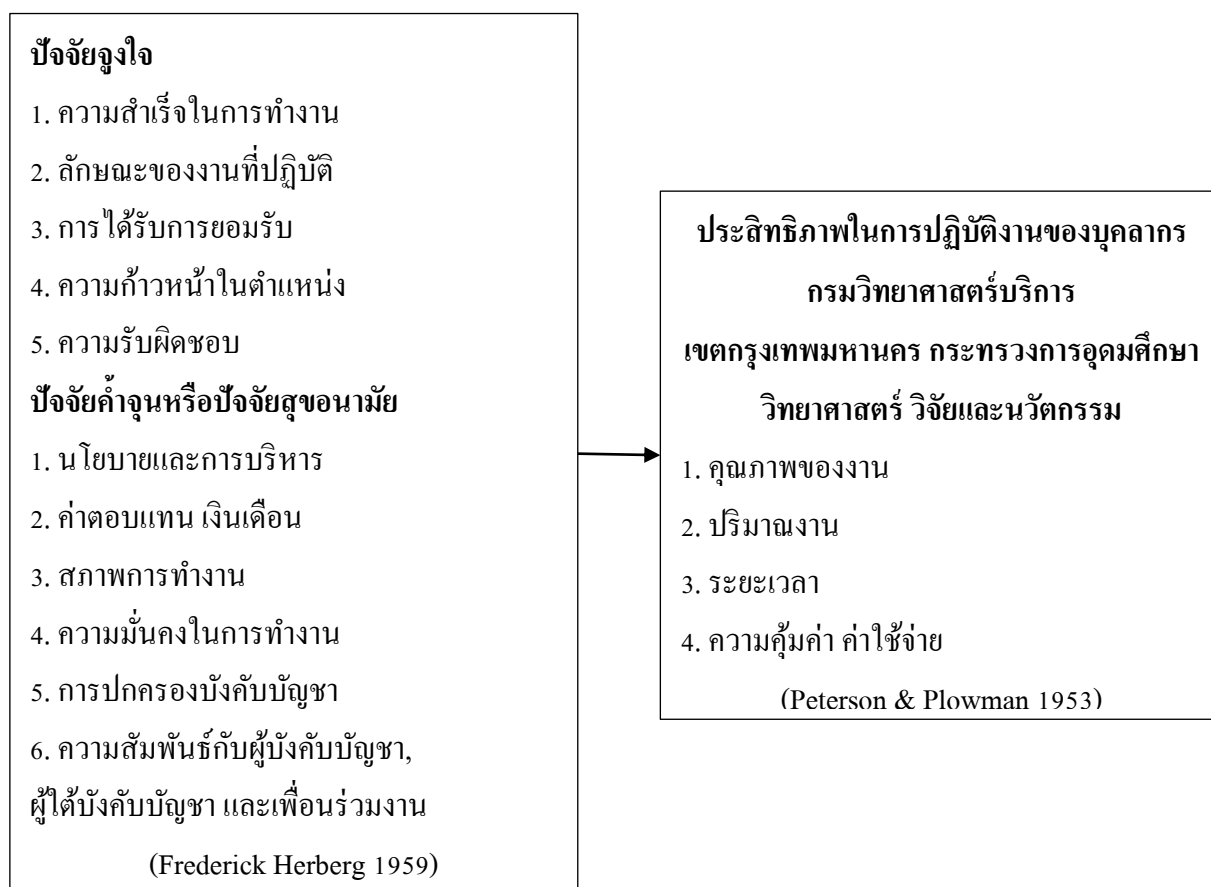 ปัจจัยจูงใจ
1. ความสำเร็จในการทำงาน
2. ลักษณะของงานที่ปฏิบัติ
3. การได้รับการยอมรับ
4. ความก้าวหน้าในตำแหน่ง
5. ความรับผิดชอบ
ปัจจัยค้ำจุนหรือปัจจัยสุขอนามัย
1. นโยบายและการบริหาร
2. ค่าตอบแทน เงินเดือน
3. สภาพการทำงาน
4. ความมั่นคงในการทำงาน
5. การปกครองบังคับบัญชา
6. ความสัมพันธ์กับผู้บังคับบัญชา,
ผู้ใต้บังคับบัญชา และเพื่อนร่วมงาน
(Frederick Herberg 1959)
ประสิทธิภาพในการปฏิบัติงานของบุคลากร
กรมวิทยาศาสตร์บริการ
เขตกรุงเทพมหานคร กระทรวงการอุดมศึกษา
วิทยาศาสตร์ วิจัยและนวัตกรรม
1. คุณภาพของงาน
2. ปริมาณงาน
3. ระยะเวลา
4. ความคุ้มค่า ค่าใช้จ่าย
(Peterson & Plowman 1953)